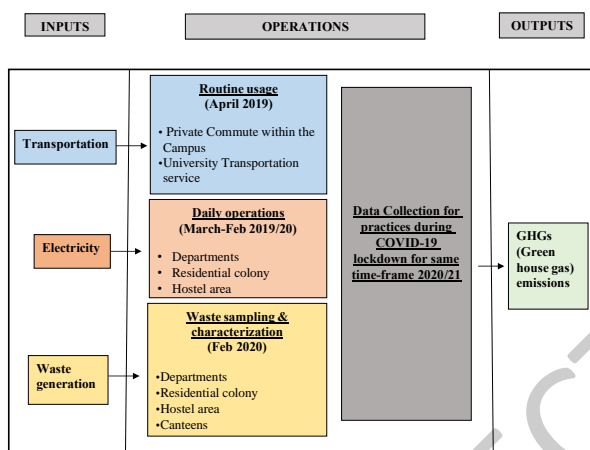 INPUTS
OPERATIONS
OUTPUTS
Transportation
Routine usage
(April 2019)
• Private Commute within the
Campus
• University Transportation
service
Electricity
Daily operations
(March-Feb 2019/20)
• Departments
• Residential colony
• Hostel area
Waste
generation
Waste sampling &
characterization
(Feb 2020)
• Departments
• Residential colony
• Hostel area
• Canteens
Data Collection for
practices during
COVID-19
lockdown for same
time-frame 2020/21
GHGs
(Green
house gas)
emissions